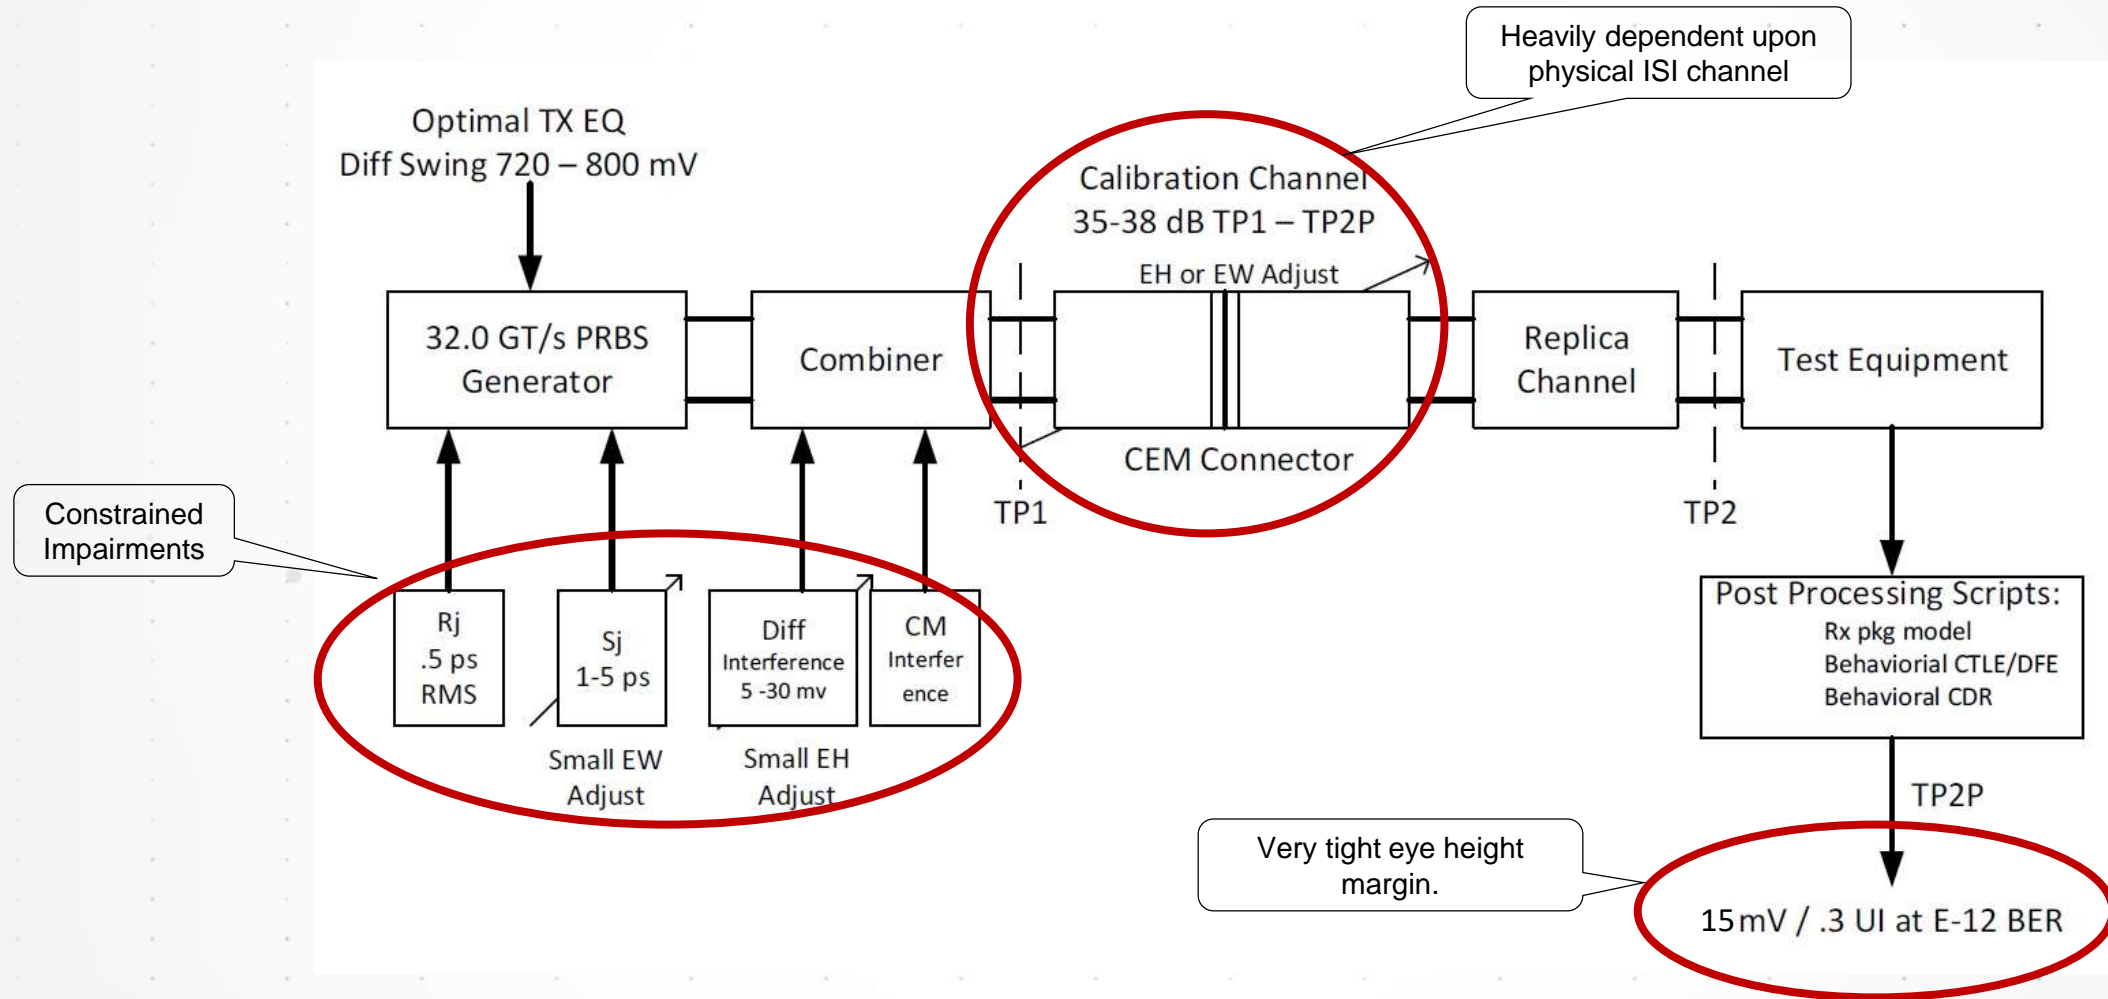 Heavily dependent upon
physical ISI channel
Optimal TX EQ
Diff Swing 720 – 800 mV
Calibration Channel
35-38 dB TP1 – TP2P
EH or EW Adjust
32.0 GT/s PRBS
Generator
Combiner
Replica
Channel
Test Equipment
CEM Connector
TP1
TP2
Constrained
Impairments
Rj
.5 ps
RMS
Sj
1-5 ps
Diff
Interference
5 -30 mv
CM
Interfer
ence
Small EW
Adjust
Small EH
Adjust
Post Processing Scripts:
Rx pkg model
Behaviorial CTLE/DFE
Behavioral CDR
TP2P
Very tight eye height
margin.
15mV / .3 UI at E-12 BER